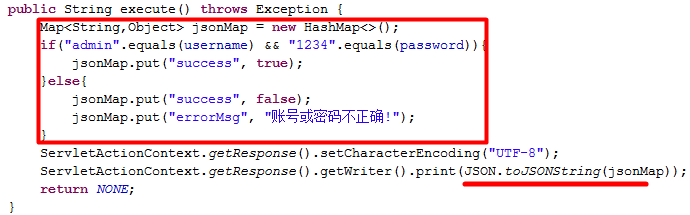 public String execute() throws Exception {
    Map<String,Object> jsonMap = new HashMap<>();
    if("admin".equals(username) && "1234".equals(password)){
        jsonMap.put("success", true);
    }else{
        jsonMap.put("success", false);
        jsonMap.put("errorMsg", "账号或密码不正确!");
    }
    ServletActionContext.getResponse().setCharacterEncoding("UTF-8");
    ServletActionContext.getResponse().getWriter().print(JSON.toJSONString(jsonMap));
    return NONE;
}